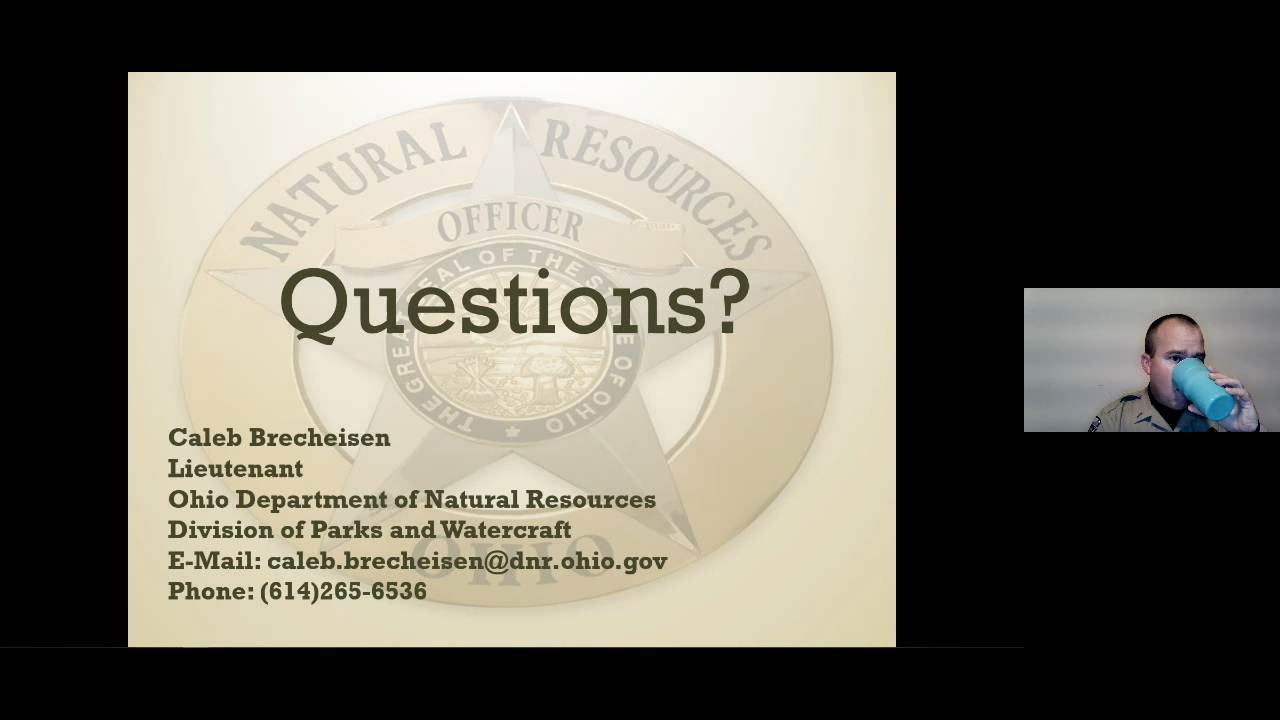 NATURAL RESOURCES
OFFICER
THE GREAT SEAL OF THE STATE OF OHIO
Questions?
Caleb Brecheisen
Lieutenant
Ohio Department of Natural Resources
Division of Parks and Watercraft
E-Mail: caleb.brecheisen@dnr.ohio.gov
Phone: (614)265-6536
OHIO